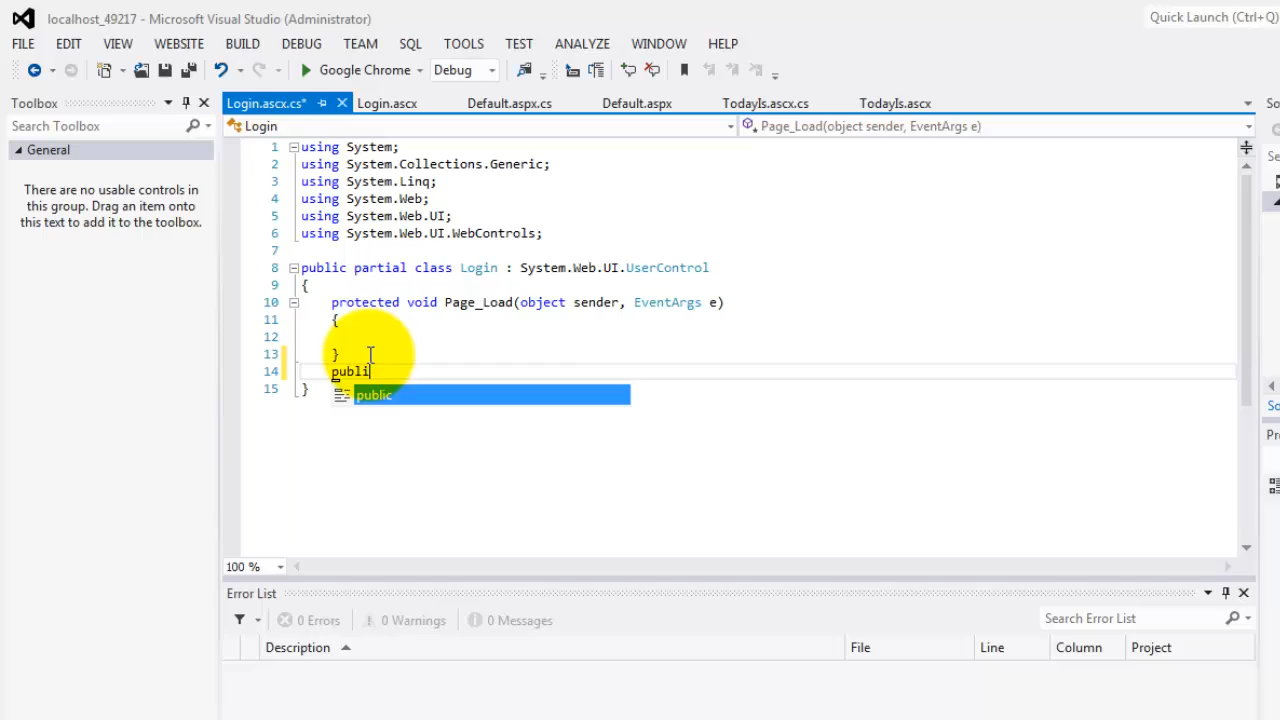 localhost_49217 - Microsoft Visual Studio (Administrator)
Quick Launch (Ctrl+Q)
FILE EDIT VIEW WEBSITE BUILD DEBUG TEAM SQL TOOLS TEST ANALYZE WINDOW HELP
Google Chrome Debug
Toolbox
Login.ascx.cs* Login.ascx Default.aspx.cs Default.aspx TodayIs.ascx.cs TodayIs.ascx
So
Search Toolbox
Login
Page_Load(object sender, EventArgs e)
General
There are no usable controls in
this group. Drag an item onto
this text to add it to the toolbox.
1 using System;
2 using System.Collections.Generic;
3 using System.Linq;
4 using System.Web;
5 using System.Web.UI;
6 using System.Web.UI.WebControls;
7
8 public partial class Login : System.Web.UI.UserControl
9 {
10 protected void Page_Load(object sender, EventArgs e)
11 {
12
13 }
14 publi
15 }
public
Se
So
Pr
100 %
Error List
0 Errors 0 Warnings 0 Messages
Search Error List
Description File Line Column Project